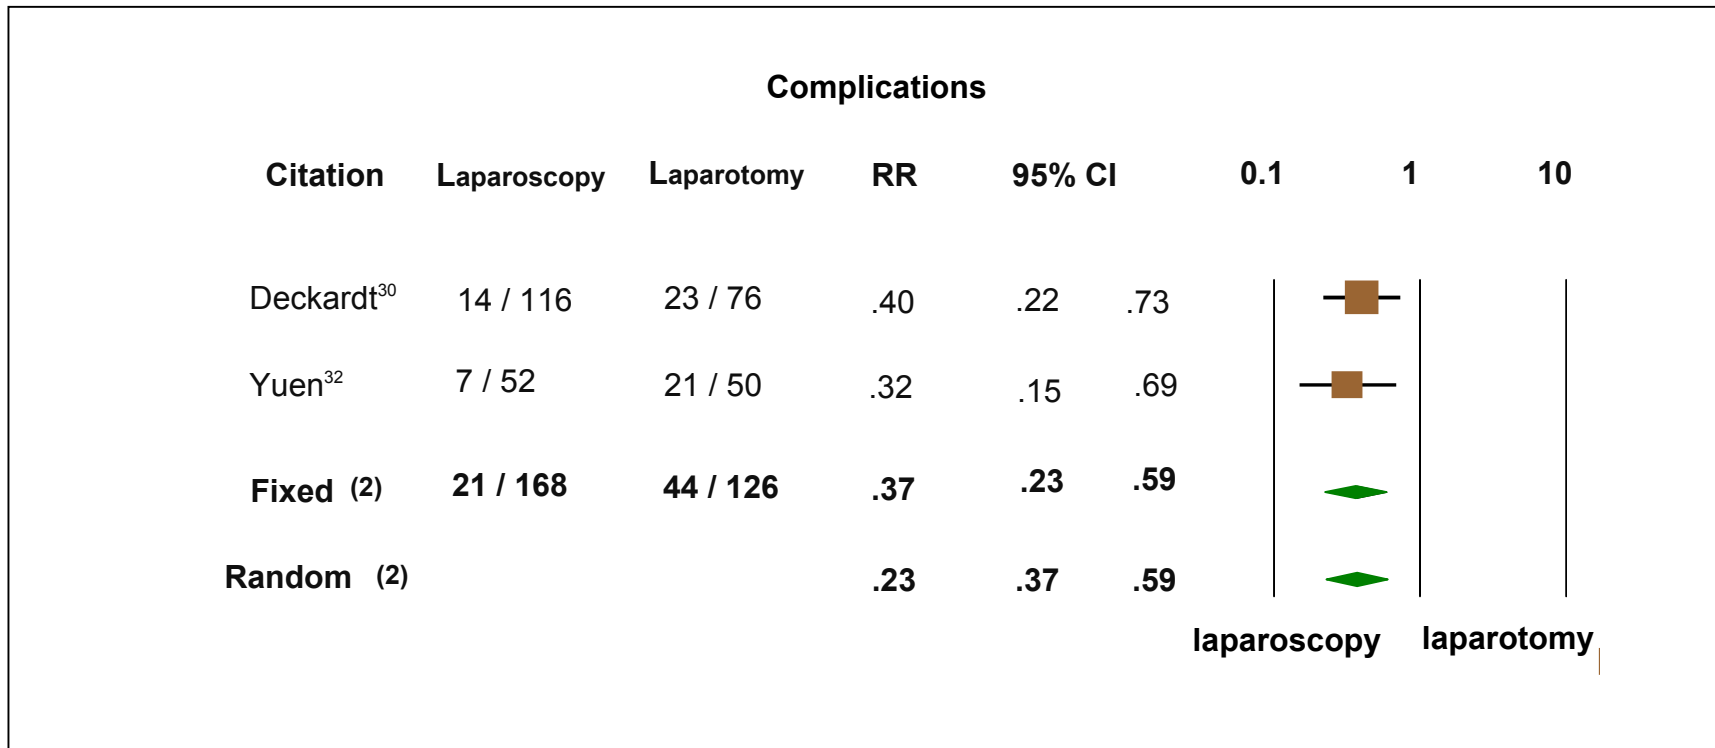 Complications
Citation Laparoscopy Laparotomy RR 95% CI 0.1 1 10
Deckardt30 14 / 116 23 / 76 .40 .22 .73
Yuen32 7 / 52 21 / 50 .32 .15 .69
Fixed (2) 21 / 168 44 / 126 .37 .23 .59
Random (2) .23 .37 .59
laparoscopy laparotomy